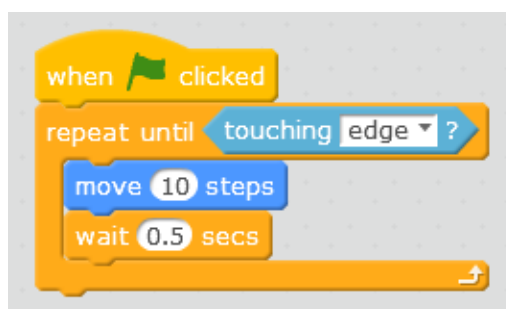 when clicked
repeat until touching edge ?
move 10 steps
wait 0.5 secs